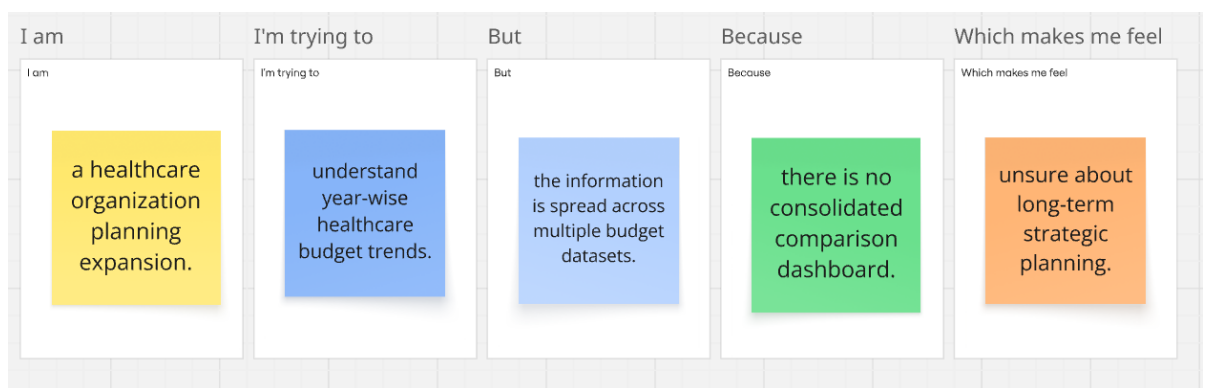 I am
I'm trying to
But
Because
Which makes me feel
I am
I'm trying to
But
Because
Which makes me feel
a healthcare
organization
planning
expansion.
understand
year-wise
healthcare
budget trends.
the information
is spread across
multiple budget
datasets.
there is no
consolidated
comparison
dashboard.
unsure about
long-term
strategic
planning.